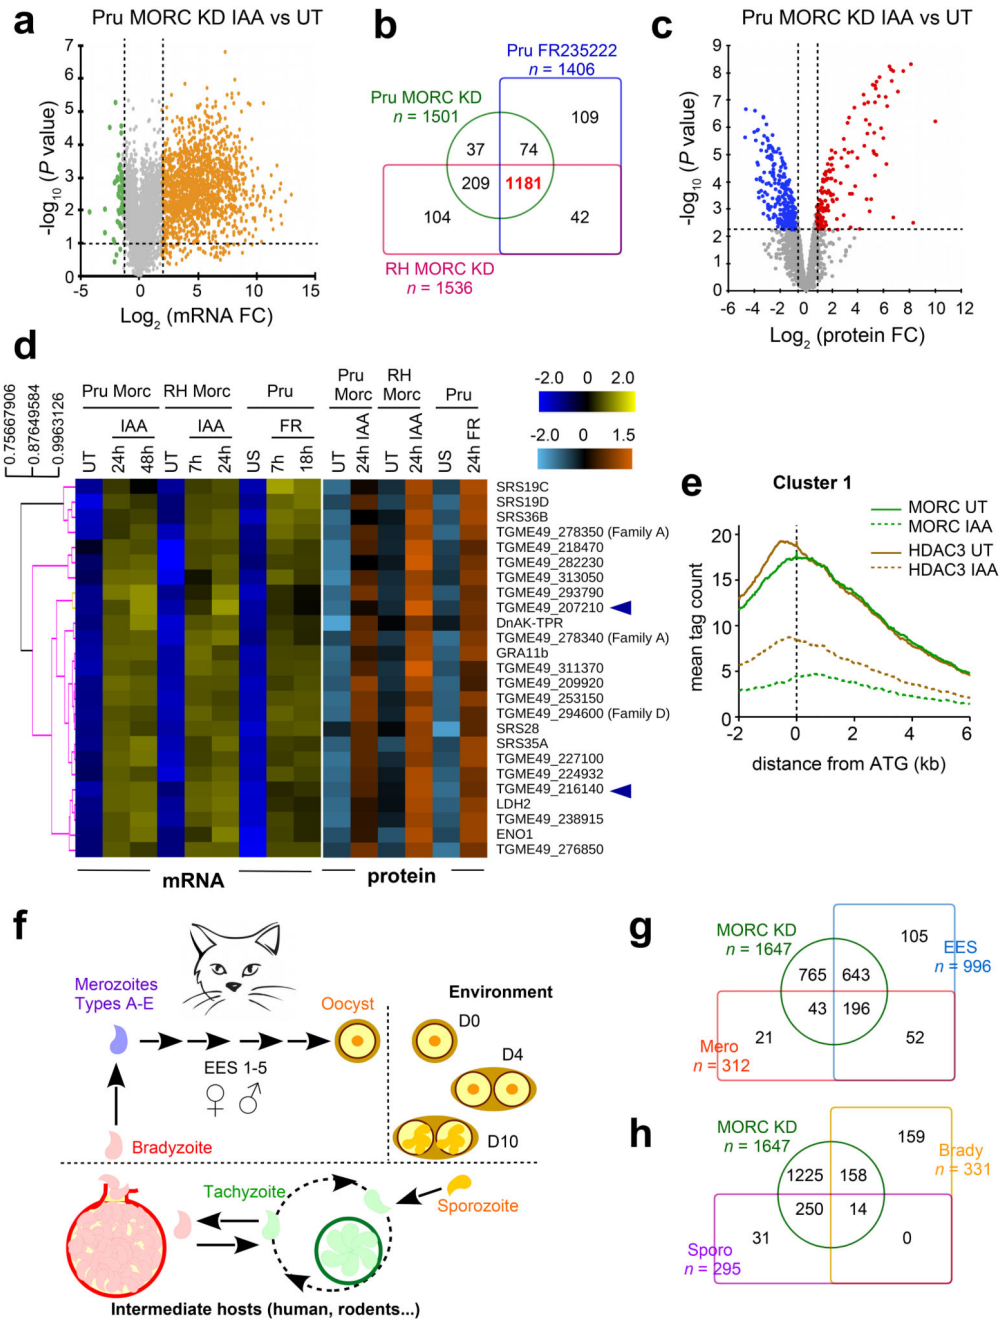 a
Pru MORC KD IAA vs UT
7
6
5
4
3
2
1
0
-log10 (P value)
-5
0
5
10
15
Log2 (mRNA FC)
b
Pru FR235222
n = 1406
Pru MORC KD
n = 1501
109
37
74
209
1181
104
42
RH MORC KD
n = 1536
c
Pru MORC KD IAA vs UT
9
8
7
6
5
4
3
2
1
0
-log10 (P value)
-6
-4
-2
0
2
4
6
8
10
12
Log2 (protein FC)
d
0.75667906
0.87649584
0.9963126
Pru Morc
RH Morc
Pru
IAA
IAA
FR
UT
24h
48h
UT
7h
24h
US
7h
18h
Pru Morc
RH Morc
Pru
UT
24h IAA
UT
24h IAA
US
24h FR
-2.0
0
2.0
-2.0
0
1.5
SRS19C
SRS19D
SRS36B
TGME49_278350 (Family A)
TGME49_218470
TGME49_282230
TGME49_313050
TGME49_293790
TGME49_207210
DnAK-TPR
TGME49_278340 (Family A)
GRA11b
TGME49_311370
TGME49_209920
TGME49_253150
TGME49_294600 (Family D)
SRS28
SRS35A
TGME49_227100
TGME49_224932
TGME49_216140
LDH2
TGME49_238915
ENO1
TGME49_276850
mRNA
protein
e
Cluster 1
MORC UT
MORC IAA
HDAC3 UT
HDAC3 IAA
20
15
10
5
0
mean tag count
-2
0
2
4
6
distance from ATG (kb)
f
Merozoites
Types A-E
Oocyst
Environment
D0
EES 1-5
♀ ♂
D4
D10
Bradyzoite
Tachyzoite
Sporozoite
Intermediate hosts (human, rodents...)
g
MORC KD
n = 1647
105
EES
n = 996
765
643
43
196
21
52
Mero
n = 312
h
MORC KD
n = 1647
159
Brady
n = 331
1225
158
250
14
31
0
Sporo
n = 295